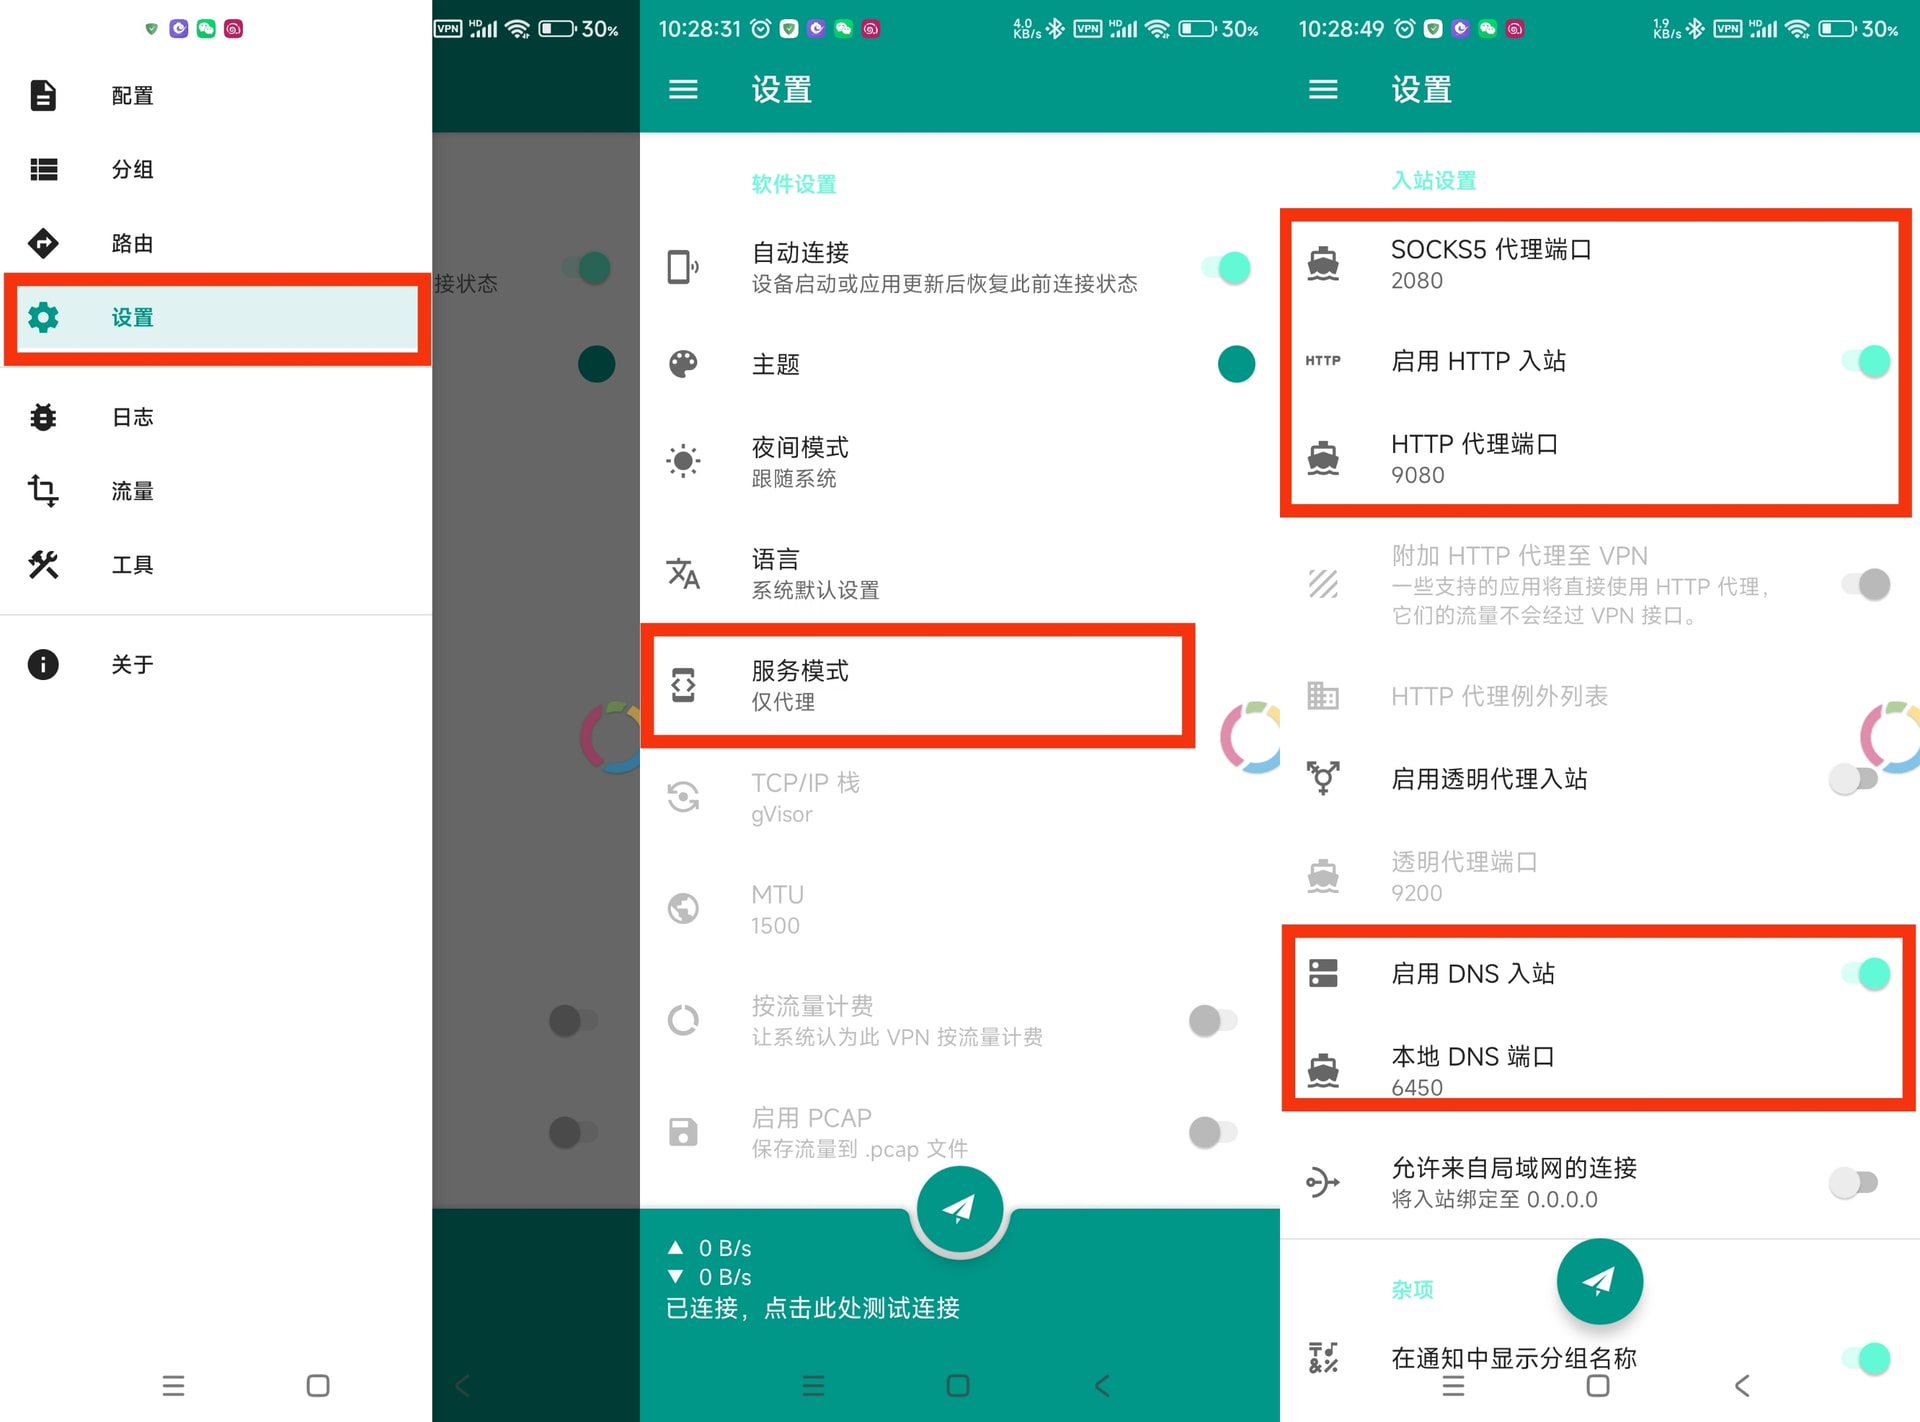 VPN HD 30%
配置
分组
路由
设置
日志
流量
工具
关于
接状态
10:28:31 4.0 KB/s VPN HD 30%
设置
软件设置
自动连接
设备启动或应用更新后恢复此前连接状态
主题
夜间模式
跟随系统
语言
系统默认设置
服务模式
仅代理
TCP/IP 栈
gVisor
MTU
1500
按流量计费
让系统认为此 VPN 按流量计费
启用 PCAP
保存流量到 .pcap 文件
▲ 0 B/s
▼ 0 B/s
已连接，点击此处测试连接
10:28:49 1.9 KB/s VPN HD 30%
设置
入站设置
SOCKS5 代理端口
2080
HTTP 启用 HTTP 入站
HTTP 代理端口
9080
附加 HTTP 代理至 VPN
一些支持的应用将直接使用 HTTP 代理，
它们的流量不会经过 VPN 接口。
HTTP 代理例外列表
启用透明代理入站
透明代理端口
9200
启用 DNS 入站
本地 DNS 端口
6450
允许来自局域网的连接
将入站绑定至 0.0.0.0
杂项
在通知中显示分组名称